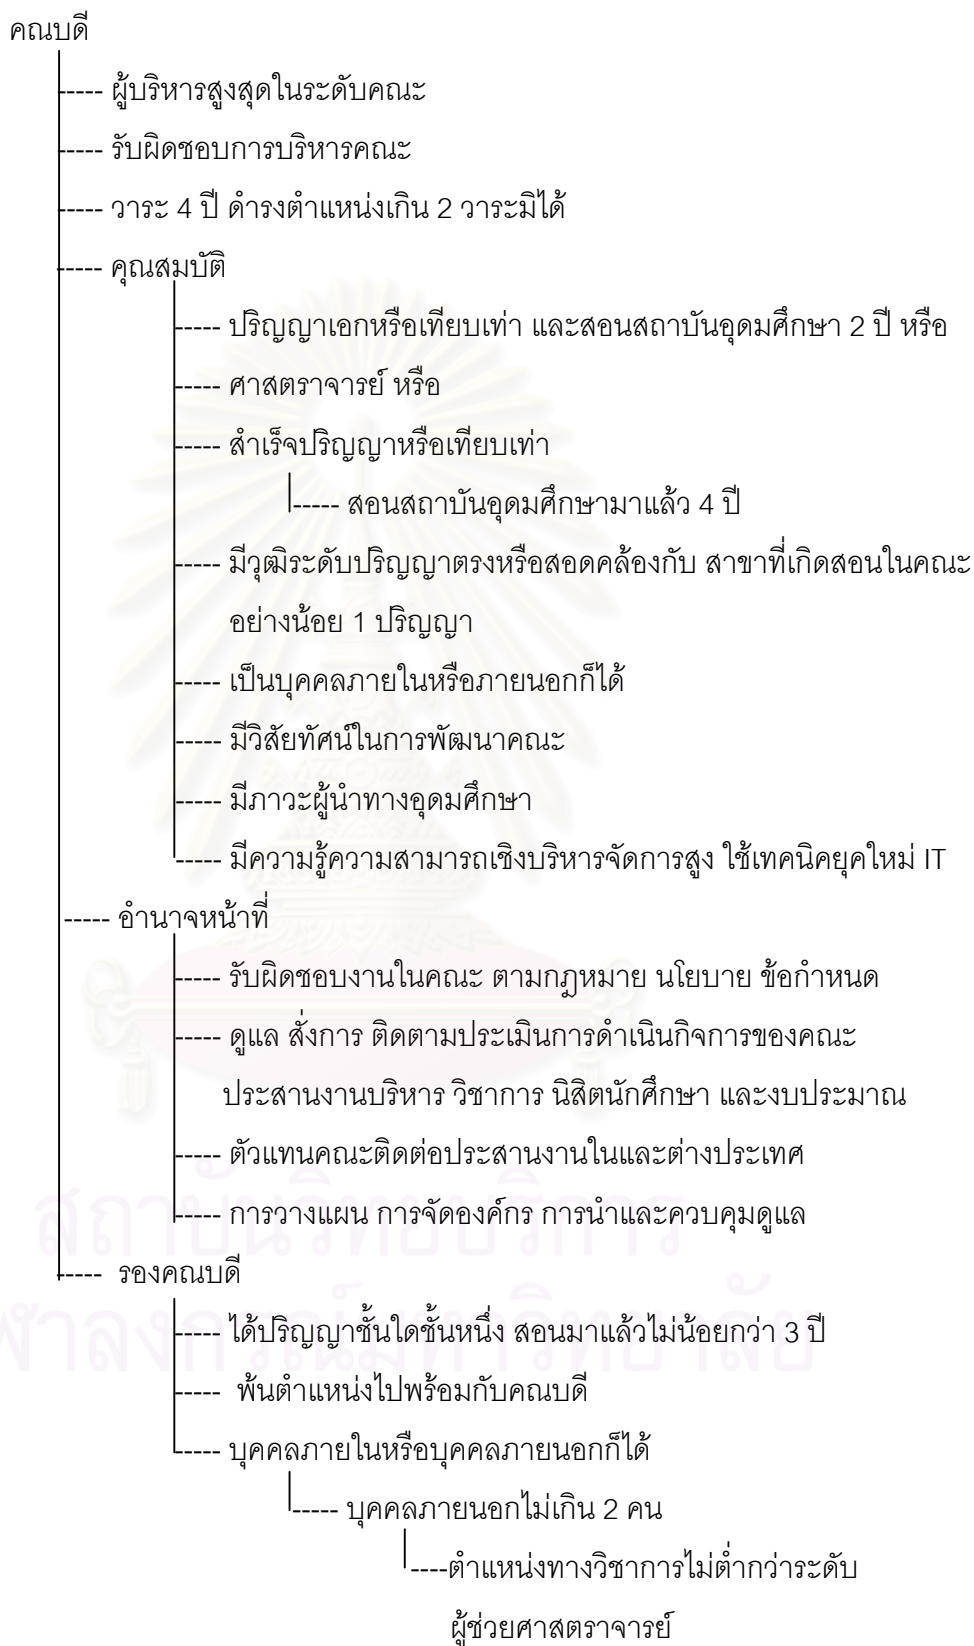 คณบดี
----- ผู้บริหารสูงสุดในระดับคณะ
----- รับผิดชอบการบริหารคณะ
----- วาระ 4 ปี ดำรงตำแหน่งเกิน 2 วาระมิได้
----- คุณสมบัติ
----- ปริญญาเอกหรือเทียบเท่า และสอนสถาบันอุดมศึกษา 2 ปี หรือ
----- ศาสตราจารย์ หรือ
----- สำเร็จปริญญาหรือเทียบเท่า
----- สอนสถาบันอุดมศึกษามาแล้ว 4 ปี
----- มีวุฒิระดับปริญญาตรงหรือสอดคล้องกับ สาขาที่เกิดสอนในคณะ
อย่างน้อย 1 ปริญญา
----- เป็นบุคคลภายในหรือภายนอกก็ได้
----- มีวิสัยทัศน์ในการพัฒนาคณะ
----- มีภาวะผู้นำทางอุดมศึกษา
----- มีความรู้ความสามารถเชิงบริหารจัดการสูง ใช้เทคนิคยุคใหม่ IT
----- อำนาจหน้าที่
----- รับผิดชอบงานในคณะ ตามกฎหมาย นโยบาย ข้อกำหนด
----- ดูแล สั่งการ ติดตามประเมินการดำเนินกิจการของคณะ
ประสานงานบริหาร วิชาการ นิสิตนักศึกษา และงบประมาณ
----- ตัวแทนคณะติดต่อประสานงานในและต่างประเทศ
----- การวางแผน การจัดองค์กร การนำและควบคุมดูแล
สถาบันวิทยบริการ
----- รองคณบดี
ฬาลงกรณ์มหาวิทยาลัย
----- ได้ปริญญาชั้นใดชั้นหนึ่ง สอนมาแล้วไม่น้อยกว่า 3 ปี
----- พ้นตำแหน่งไปพร้อมกับคณบดี
----- บุคคลภายในหรือบุคคลภายนอกก็ได้
----- บุคคลภายนอกไม่เกิน 2 คน
----ตำแหน่งทางวิชาการไม่ต่ำกว่าระดับ
ผู้ช่วยศาสตราจารย์